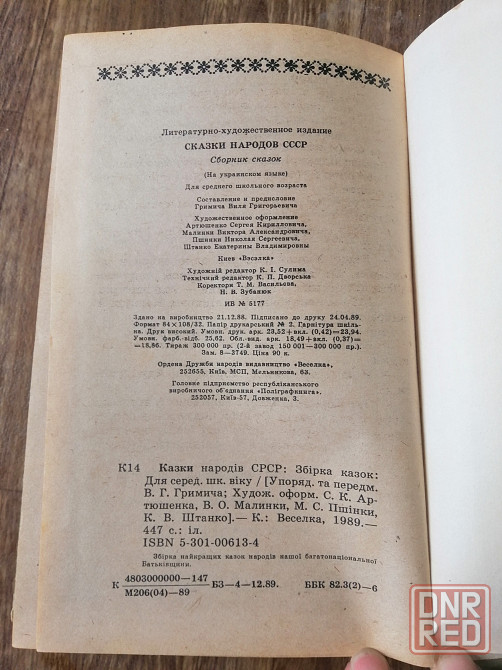 Литературно-художественное издание
СКАЗКИ НАРОДОВ СССР
Сборник сказок
(На украинском языке)
Для среднего школьного возраста
Составление и предисловие
Гримича Виля Григорьевича
Художественное оформление
Артюшенко Сергея Кирилловича,
Малинки Виктора Александровича,
Пшинки Николая Сергеевича,
Штанко Екатерины Владимировны
Киев «Вэсэлка»
Художній редактор К. І. Сулима
Технічний редактор К. П. Дворська
Коректори Т. М. Васильєва,
Н. В. Зубанюк
ИВ № 5177
Здано на виробництво 21.12.88. Підписано до друку 24.04.89.
Формат 84×108/32. Папір друкарський № 2. Гарнітура шкіль-
на. Друк високий. Умовн. друк. арк. 23,52+вкл. (0,42)=23,94.
Умовн. фарб.-відб. 25,62. Обл.-вид. арк. 18,49+вкл. (0,37)=
=18,86. Тираж 300 000 пр. (2-й завод 150 001—300 000 пр.).
Зам. 8—3749. Ціна 90 к.
Ордена Дружби народів видавництво «Веселка»,
252655, Київ, МСП, Мельникова, 63.
Головне підприємство республіканського
виробничого об'єднання «Поліграфкнига».
252057, Київ-57, Довженка, 3.
К14 Казки народів СРСР: Збірка казок:
Для серед. шк. віку / [Упоряд. та передм.
В. Г. Гримича; Худож. оформ. С. К. Ар-
тюшенка, В. О. Малинки, М. С. Пшінки,
К. В. Штанко].— К.: Веселка, 1989.—
447 с.: іл.
ISBN 5-301-00613-4
Збірка найкращих казок народів нашої багатонаціональної
Батьківщини.
К 4803000000—147 БЗ—4—12.89. ББК 82.3(2)—6
М206(04)—89
DNR
RED